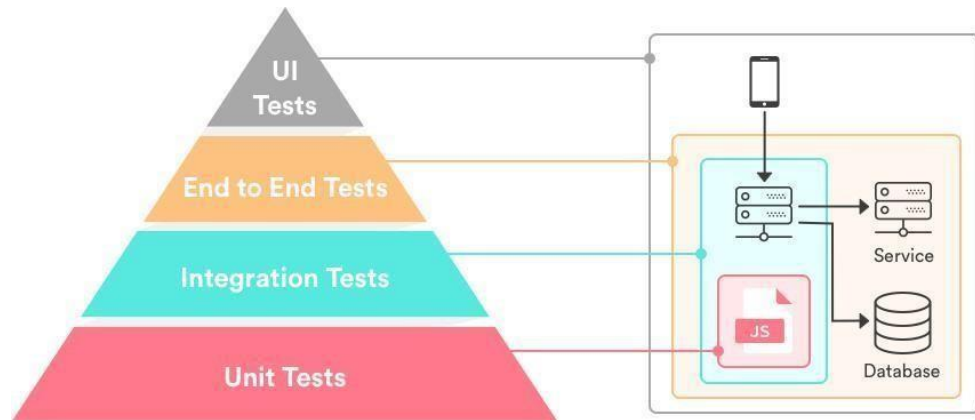 UI
Tests
End to End Tests
Integration Tests
Unit Tests
Service
JS
Database